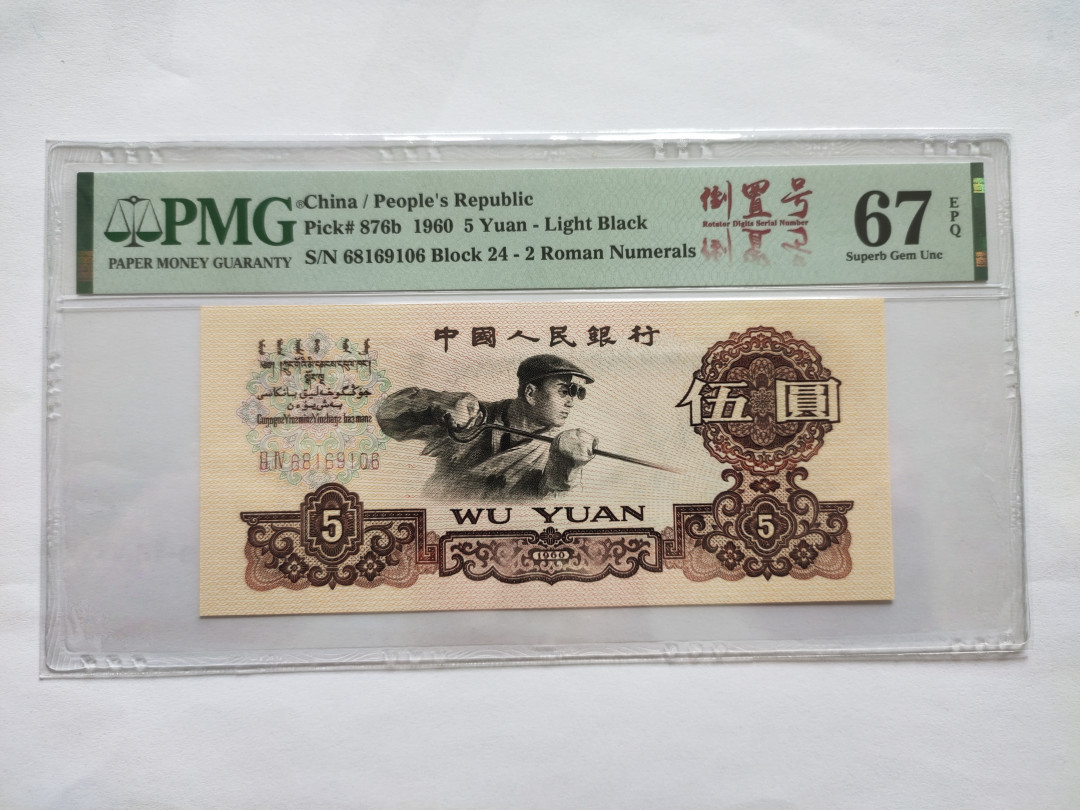 PMG®
PAPER MONEY GUARANTY
China / People's Republic
Pick# 876b 1960 5 Yuan - Light Black
S/N 68169106 Block 24 - 2 Roman Numerals
倒置号
Rotator Digits Serial Number
67
EPQ
Superb Gem Unc
中國人民銀行
伍圓
II IV 68169106
5
WU YUAN
1960
5